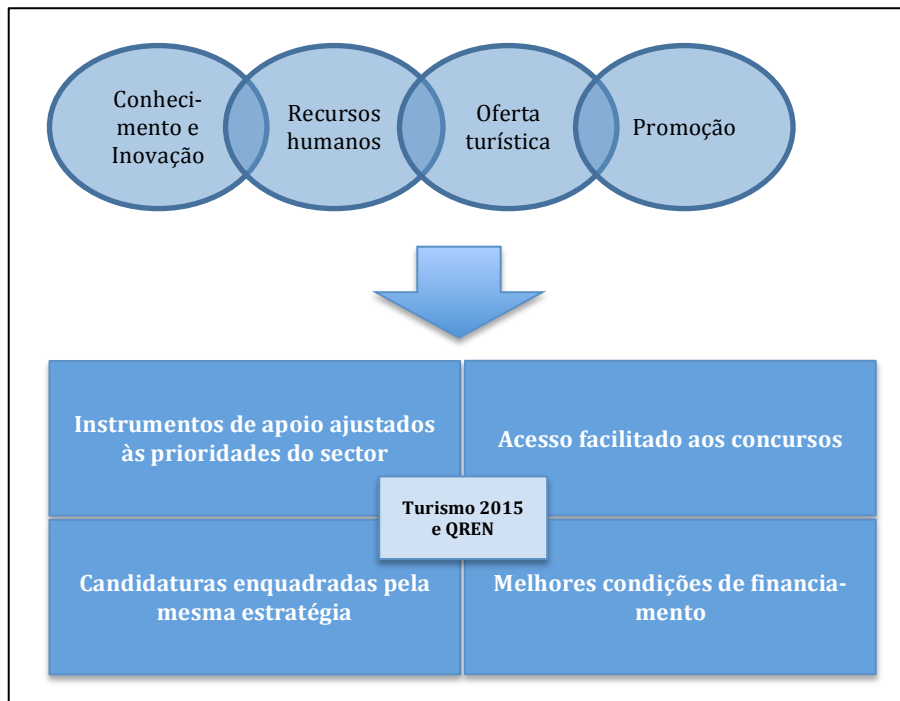 Conheci-
mento e
Inovação
Recursos
humanos
Oferta
turística
Promoção
Instrumentos de apoio ajustados
às prioridades do sector
Acesso facilitado aos concursos
Turismo 2015
e QREN
Candidaturas enquadradas pela
mesma estratégia
Melhores condições de financia-
mento